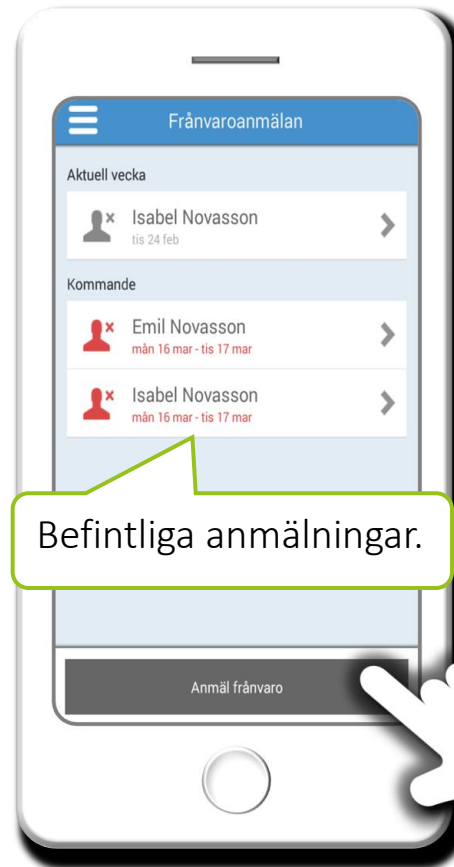 Frånvaroanmälan
Aktuell vecka
Isabel Novasson
tis 24 feb
Kommande
Emil Novasson
mån 16 mar - tis 17 mar
Isabel Novasson
mån 16 mar - tis 17 mar
Befintliga anmälningar.
Anmäl frånvaro